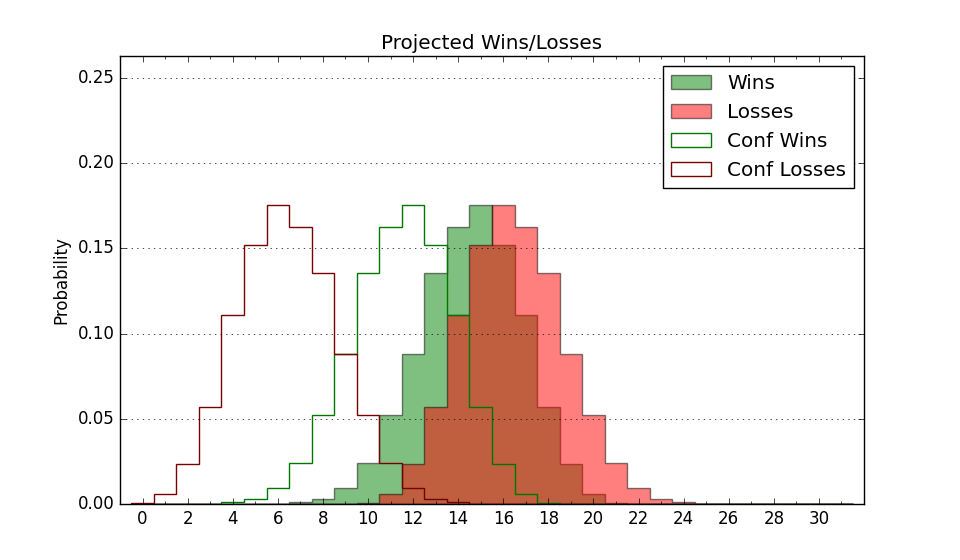 Projected Wins/Losses
Probability
0.25
0.20
0.15
0.10
0.05
0.00
0 2 4 6 8 10 12 14 16 18 20 22 24 26 28 30
Wins
Losses
Conf Wins
Conf Losses